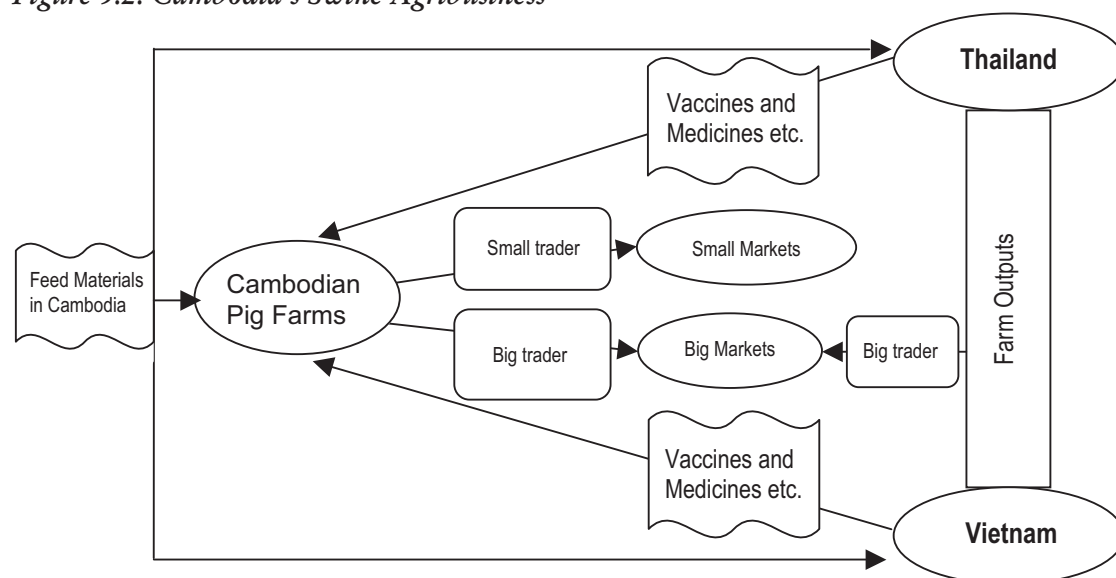 Figure 9.2: Cambodia's Swine Agribusiness
Thailand
Vaccines and
Medicines etc.
Small trader
Small Markets
Feed Materials
in Cambodia
Cambodian
Pig Farms
Farm Outputs
Big trader
Big Markets
Big trader
Vaccines and
Medicines etc.
Vietnam